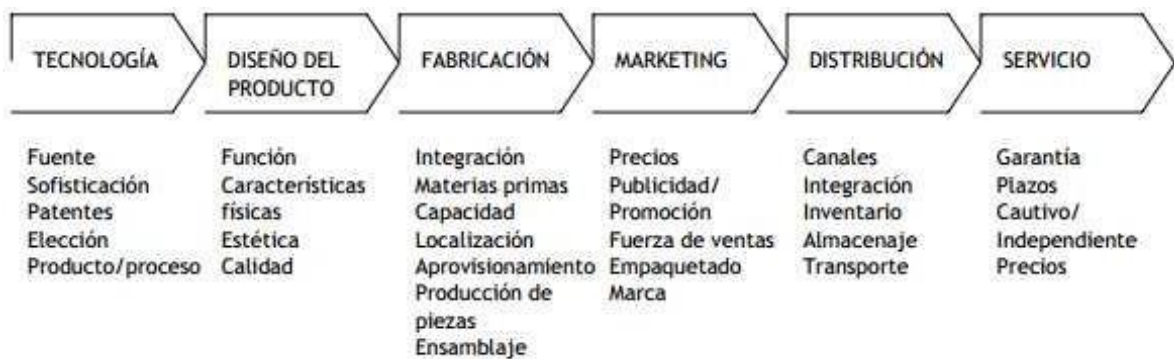 TECNOLOGÍA
DISEÑO DEL
PRODUCTO
FABRICACIÓN
MARKETING
DISTRIBUCIÓN
SERVICIO
Fuente
Sofisticación
Patentes
Elección
Producto/proceso
Función
Características
físicas
Estética
Calidad
Integración
Materias primas
Capacidad
Localización
Aprovisionamiento
Producción de
piezas
Ensamblaje
Precios
Publicidad/
Promoción
Fuerza de ventas
Empaquetado
Marca
Canales
Integración
Inventario
Almacenaje
Transporte
Garantía
Plazos
Cautivo/
Independiente
Precios